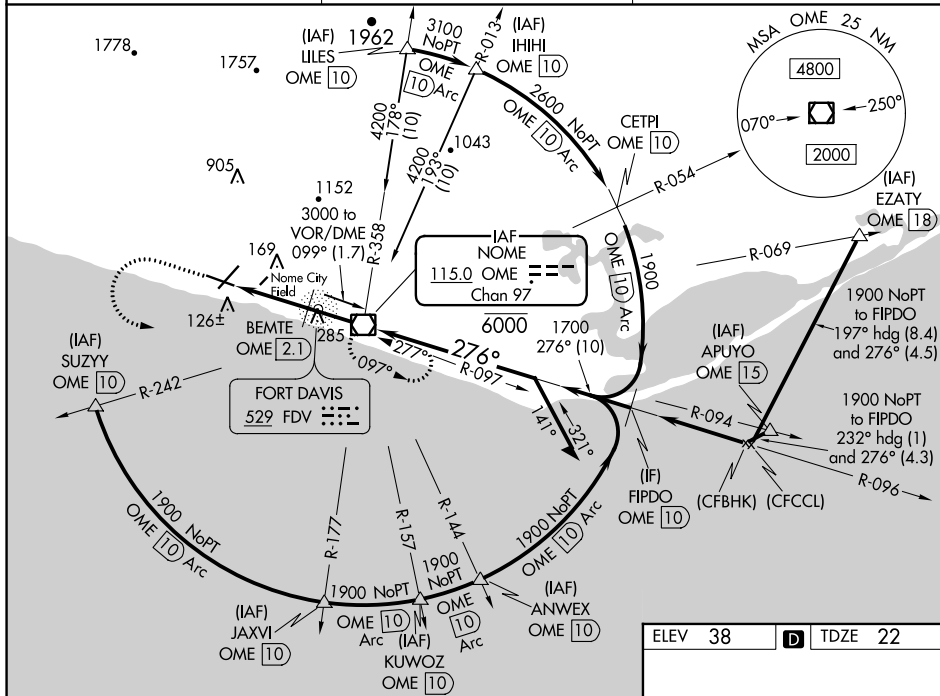 1778
1757
(IAF)
LILES
OME 10
1962
3100
NoPT
OME
10 Arc
R-013
(IAF)
IHIHI
OME 10
2600 NoPT
OME 10 Arc
MSA OME 25 NM
4800
070°
250°
2000
CETPI
OME 10
R-054
4200
178°
(10)
4200
193°
(10)
1043
905
1152
3000 to
VOR/DME
099° (1.7)
R-358
169
Nome City
Field
126±
285
BEMTE
OME 2.1
FORT DAVIS
529 FDV
IAF
NOME
115.0 OME
Chan 97
6000
1700
276° (10)
OME 10 Arc
1900
R-069
(IAF)
EZATY
OME 18
1900 NoPT
to FIPDO
197° hdg (8.4)
and 276° (4.5)
(IAF)
APUYO
OME 15
1900 NoPT
to FIPDO
232° hdg (1)
and 276° (4.3)
R-094
R-096
276°
277°
R-097
097°
141°
321°
(IF)
FIPDO
OME 10
(CFBHK)
(CFCCL)
(IAF)
SUZYY
OME 10
R-242
1900 NoPT
OME 10 Arc
R-177
R-157
R-144
1900 NoPT
OME 10 Arc
(IAF)
JAXVI
OME 10
1900 NoPT
OME 10
Arc
(IAF)
KUWOZ
OME 10
1900
NoPT
OME
10
Arc
(IAF)
ANWEX
OME 10
ELEV 38 D TDZE 22